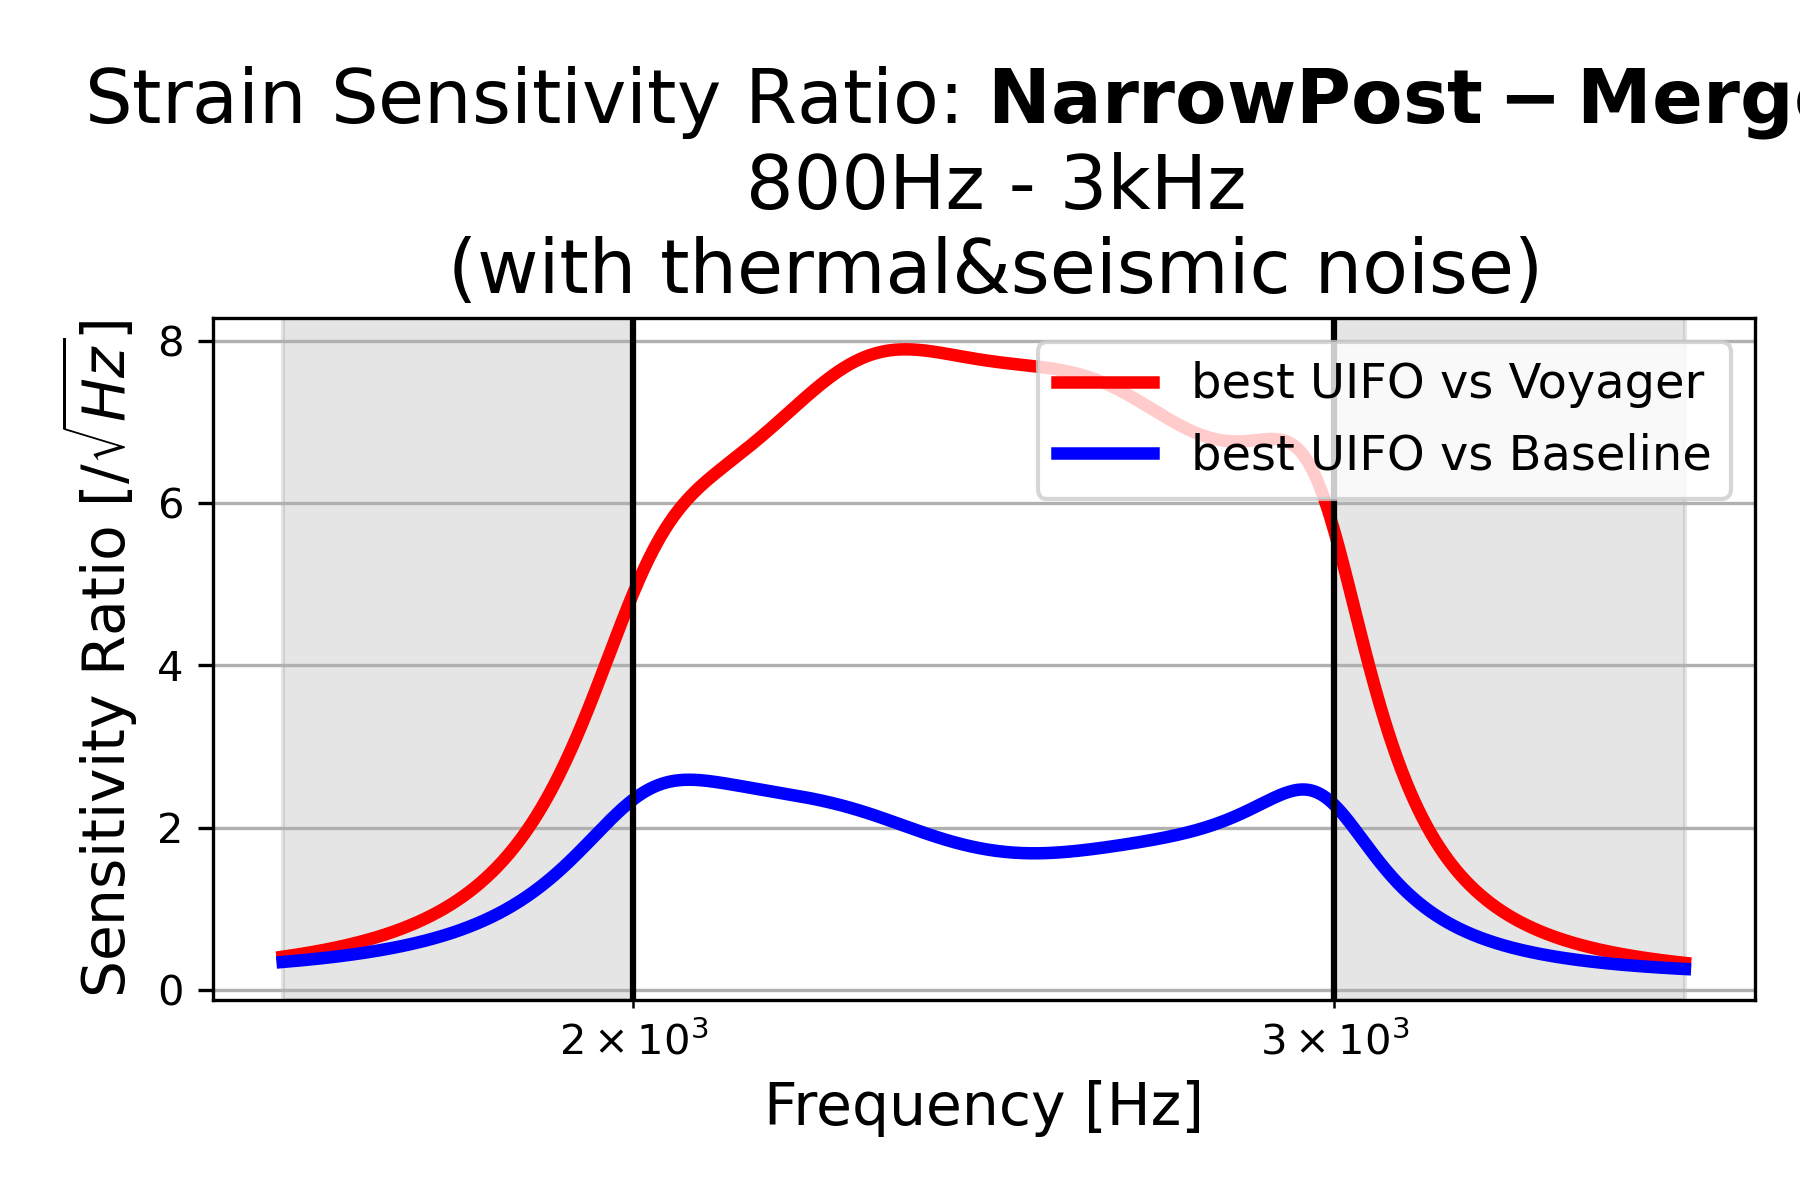 Strain Sensitivity Ratio: NarrowPost − Merge
800Hz - 3kHz
(with thermal&seismic noise)
Sensitivity Ratio [/√Hz]
8
6
4
2
0
best UIFO vs Voyager
best UIFO vs Baseline
2 × 10³
3 × 10³
Frequency [Hz]